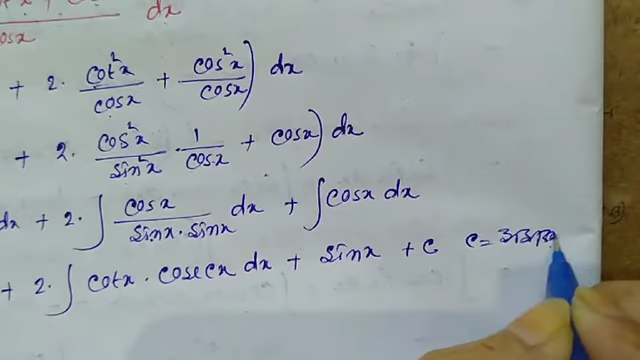 dx
cosx
+ 2. cot²x/cosx + cos²x/cosx) dx
+ 2. cos²x/sin²x . 1/cosx + cosx) dx
dx + 2. ∫ cosx/sinx.sinx dx + ∫ cosx dx
+ 2. ∫ cotx . cosecx dx + sinx + c c =